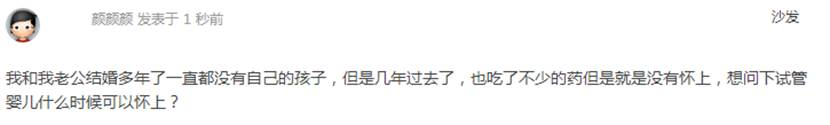 颜颜颜 发表于 1 秒前
沙发
我和我老公结婚多年了一直都没有自己的孩子，但是几年过去了，也吃了不少的药但是就是没有怀上，想问下试管
婴儿什么时候可以怀上？